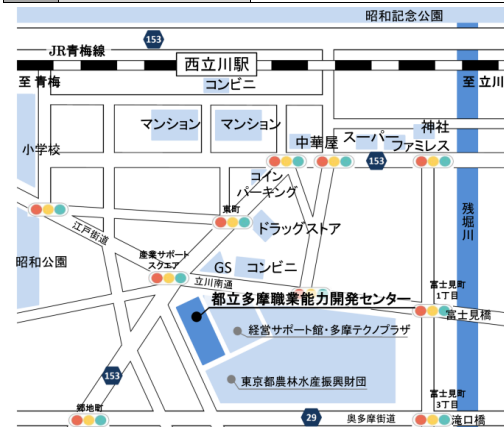 昭和記念公園
153
JR青梅線
西立川駅
至 青梅
至 立川
コンビニ
マンション
マンション
小学校
中華屋
スーパー
神社
ファミレス
153
コイン
パーキング
東町
ドラッグストア
残堀川
江戸街道
昭和公園
産業サポート
スクエア
GS
コンビニ
立川南通
都立多摩職業能力開発センター
富士見町
1丁目
富士見橋
経営サポート館・多摩テクノプラザ
東京都農林水産振興財団
153
郷地町
29
奥多摩街道
富士見町
3丁目
滝口橋